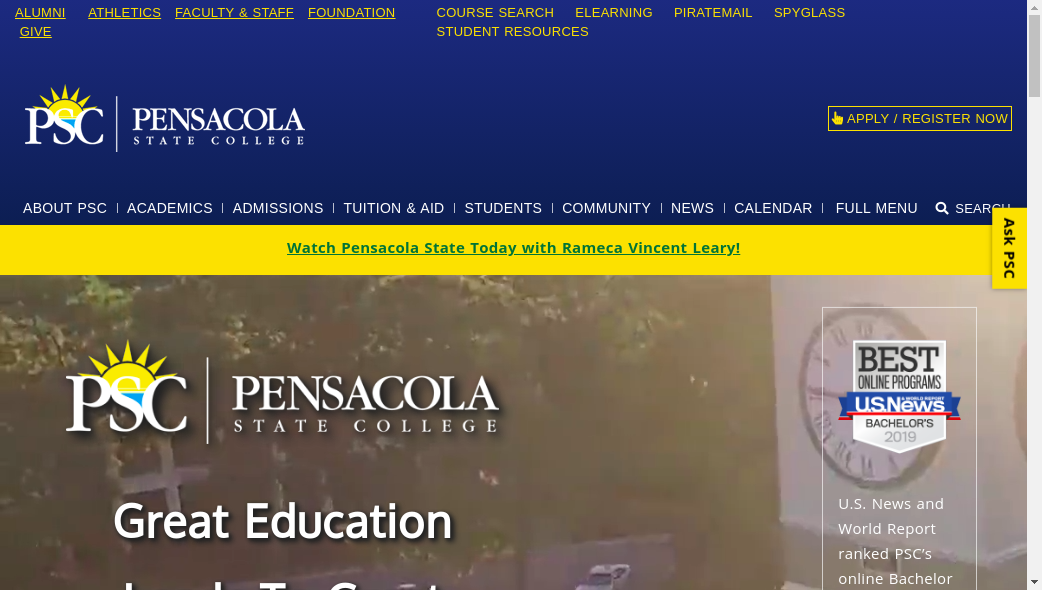 ALUMNI ATHLETICS FACULTY & STAFF FOUNDATION COURSE SEARCH ELEARNING PIRATEMAIL SPYGLASS
GIVE STUDENT RESOURCES
PSC PENSACOLA
STATE COLLEGE
APPLY / REGISTER NOW
ABOUT PSC ACADEMICS ADMISSIONS TUITION & AID STUDENTS COMMUNITY NEWS CALENDAR FULL MENU SEARCH
Ask PSC
Watch Pensacola State Today with Rameca Vincent Leary!
PSC PENSACOLA
STATE COLLEGE
BEST
ONLINE PROGRAMS
U.S.News & WORLD REPORT
BACHELOR'S
2019
Great Education
Leads To Great
U.S. News and
World Report
ranked PSC’s
online Bachelor